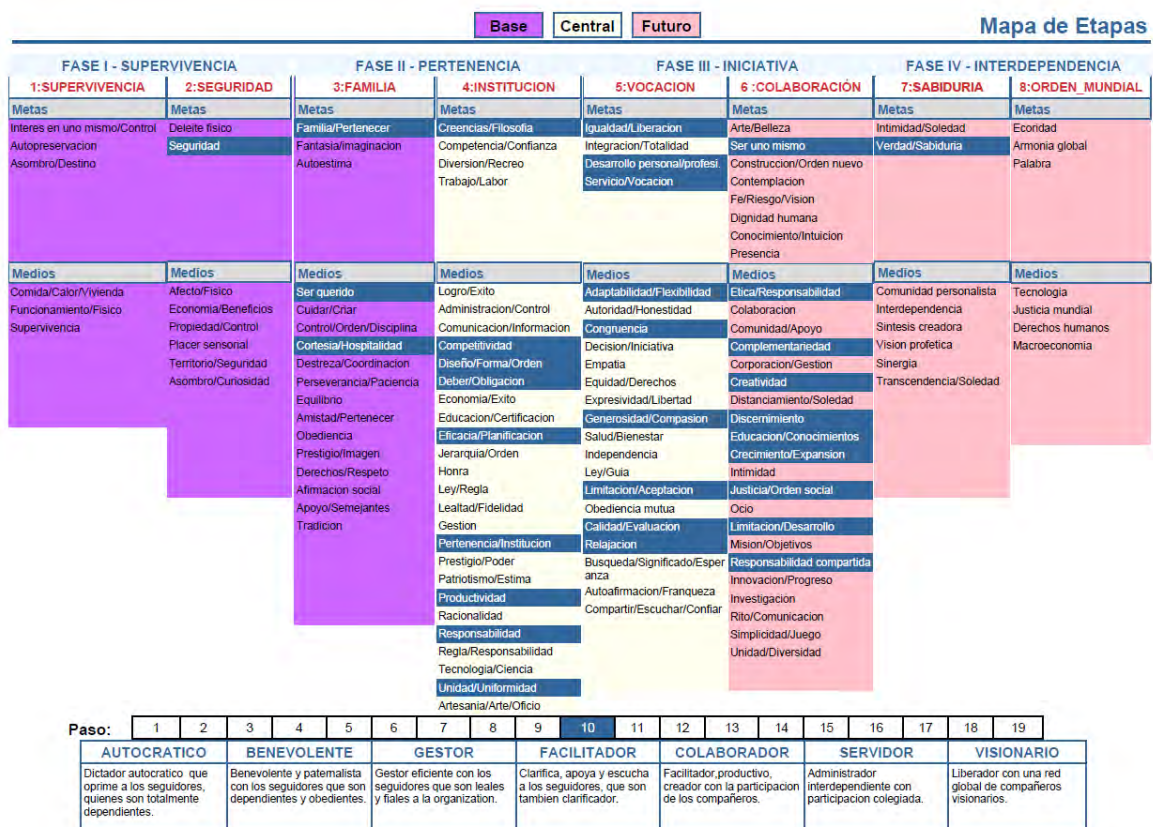 Base
Central
Futuro
Mapa de Etapas
FASE I - SUPERVIVENCIA
FASE II - PERTENENCIA
FASE III - INICIATIVA
FASE IV - INTERDEPENDENCIA
1:SUPERVIVENCIA
Metas
Interes en uno mismo/Control
Autopreservacion
Asombro/Destino
Medios
Comida/Calor/Vivienda
Funcionamiento/Fisico
Supervivencia
2:SEGURIDAD
Metas
Deleite fisico
Seguridad
Medios
Afecto/Fisico
Economia/Beneficios
Propiedad/Control
Placer sensorial
Territorio/Seguridad
Asombro/Curiosidad
3:FAMILIA
Metas
Familia/Pertenecer
Fantasia/imaginacion
Autoestima
Medios
Ser querido
Cuidar/Criar
Control/Orden/Disciplina
Cortesia/Hospitalidad
Destreza/Coordinacion
Perseverancia/Paciencia
Equilibrio
Amistad/Pertenecer
Obediencia
Prestigio/Imagen
Derechos/Respeto
Afirmacion social
Apoyo/Semejantes
Tradicion
4:INSTITUCION
Metas
Creencias/Filosofia
Competencia/Confianza
Diversion/Recreo
Trabajo/Labor
Medios
Logro/Exito
Administracion/Control
Comunicacion/Informacion
Competitividad
Diseño/Forma/Orden
Deber/Obligacion
Economia/Exito
Educacion/Certificacion
Eficacia/Planificacion
Jerarquia/Orden
Honra
Ley/Regla
Lealtad/Fidelidad
Gestion
Pertenencia/Institucion
Prestigio/Poder
Patriotismo/Estima
Productividad
Racionalidad
Responsabilidad
Regla/Responsabilidad
Tecnologia/Ciencia
Unidad/Uniformidad
Artesania/Arte/Oficio
5:VOCACION
Metas
Igualdad/Liberacion
Integracion/Totalidad
Desarrollo personal/profesi.
Servicio/Vocacion
Medios
Adaptabilidad/Flexibilidad
Autoridad/Honestidad
Congruencia
Decision/Iniciativa
Empatia
Equidad/Derechos
Expresividad/Libertad
Generosidad/Compasion
Salud/Bienestar
Independencia
Ley/Guia
Limitacion/Aceptacion
Obediencia mutua
Calidad/Evaluacion
Relajacion
Busqueda/Significado/Esper
anza
Autoafirmacion/Franqueza
Compartir/Escuchar/Confiar
6 :COLABORACIÓN
Metas
Arte/Belleza
Ser uno mismo
Construccion/Orden nuevo
Contemplacion
Fe/Riesgo/Vision
Dignidad humana
Conocimiento/Intuicion
Presencia
Medios
Etica/Responsabilidad
Colaboracion
Comunidad/Apoyo
Complementariedad
Corporacion/Gestion
Creatividad
Distanciamiento/Soledad
Discernimiento
Educacion/Conocimientos
Crecimiento/Expansion
Intimidad
Justicia/Orden social
Ocio
Limitacion/Desarrollo
Mision/Objetivos
Responsabilidad compartida
Innovacion/Progreso
Investigacion
Rito/Comunicacion
Simplicidad/Juego
Unidad/Diversidad
7:SABIDURIA
Metas
Intimidad/Soledad
Verdad/Sabiduria
Medios
Comunidad personalista
Interdependencia
Sintesis creadora
Vision profetica
Sinergia
Transcendencia/Soledad
8:ORDEN_MUNDIAL
Metas
Ecoridad
Armonia global
Palabra
Medios
Tecnologia
Justicia mundial
Derechos humanos
Macroeconomia
Paso: 1 2 3 4 5 6 7 8 9 10 11 12 13 14 15 16 17 18 19
AUTOCRATICO
Dictador autocratico que
oprime a los seguidores,
quienes son totalmente
dependientes.
BENEVOLENTE
Benevolente y paternalista
con los seguidores que son
dependientes y obedientes.
GESTOR
Gestor eficiente con los
seguidores que son leales
y fiales a la organization.
FACILITADOR
Clarifica, apoya y escucha
a los seguidores, que son
tambien clarificador.
COLABORADOR
Facilitador,productivo,
creador con la participacion
de los compañeros.
SERVIDOR
Administrador
interdependiente con
participacion colegiada.
VISIONARIO
Liberador con una red
global de compañeros
visionarios.